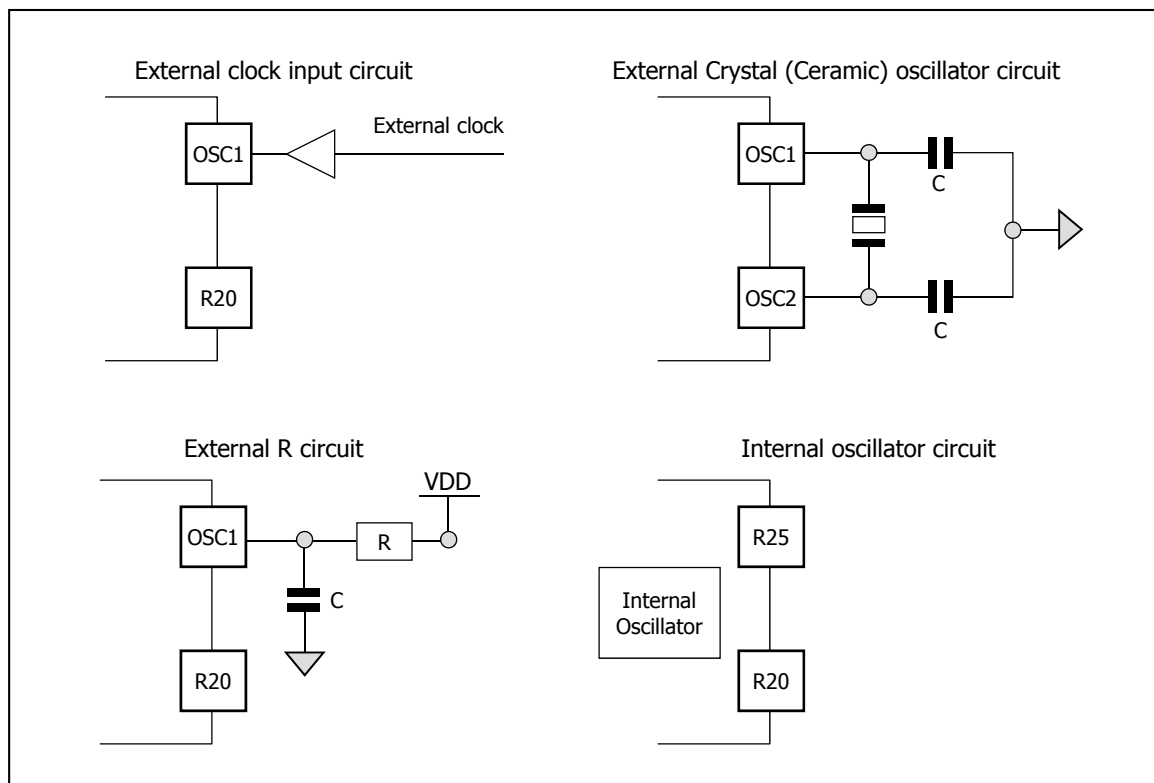 External clock input circuit
External Crystal (Ceramic) oscillator circuit
OSC1
External clock
R20
OSC1
C
OSC2
C
External R circuit
Internal oscillator circuit
VDD
OSC1
R
C
R20
R25
Internal
Oscillator
R20